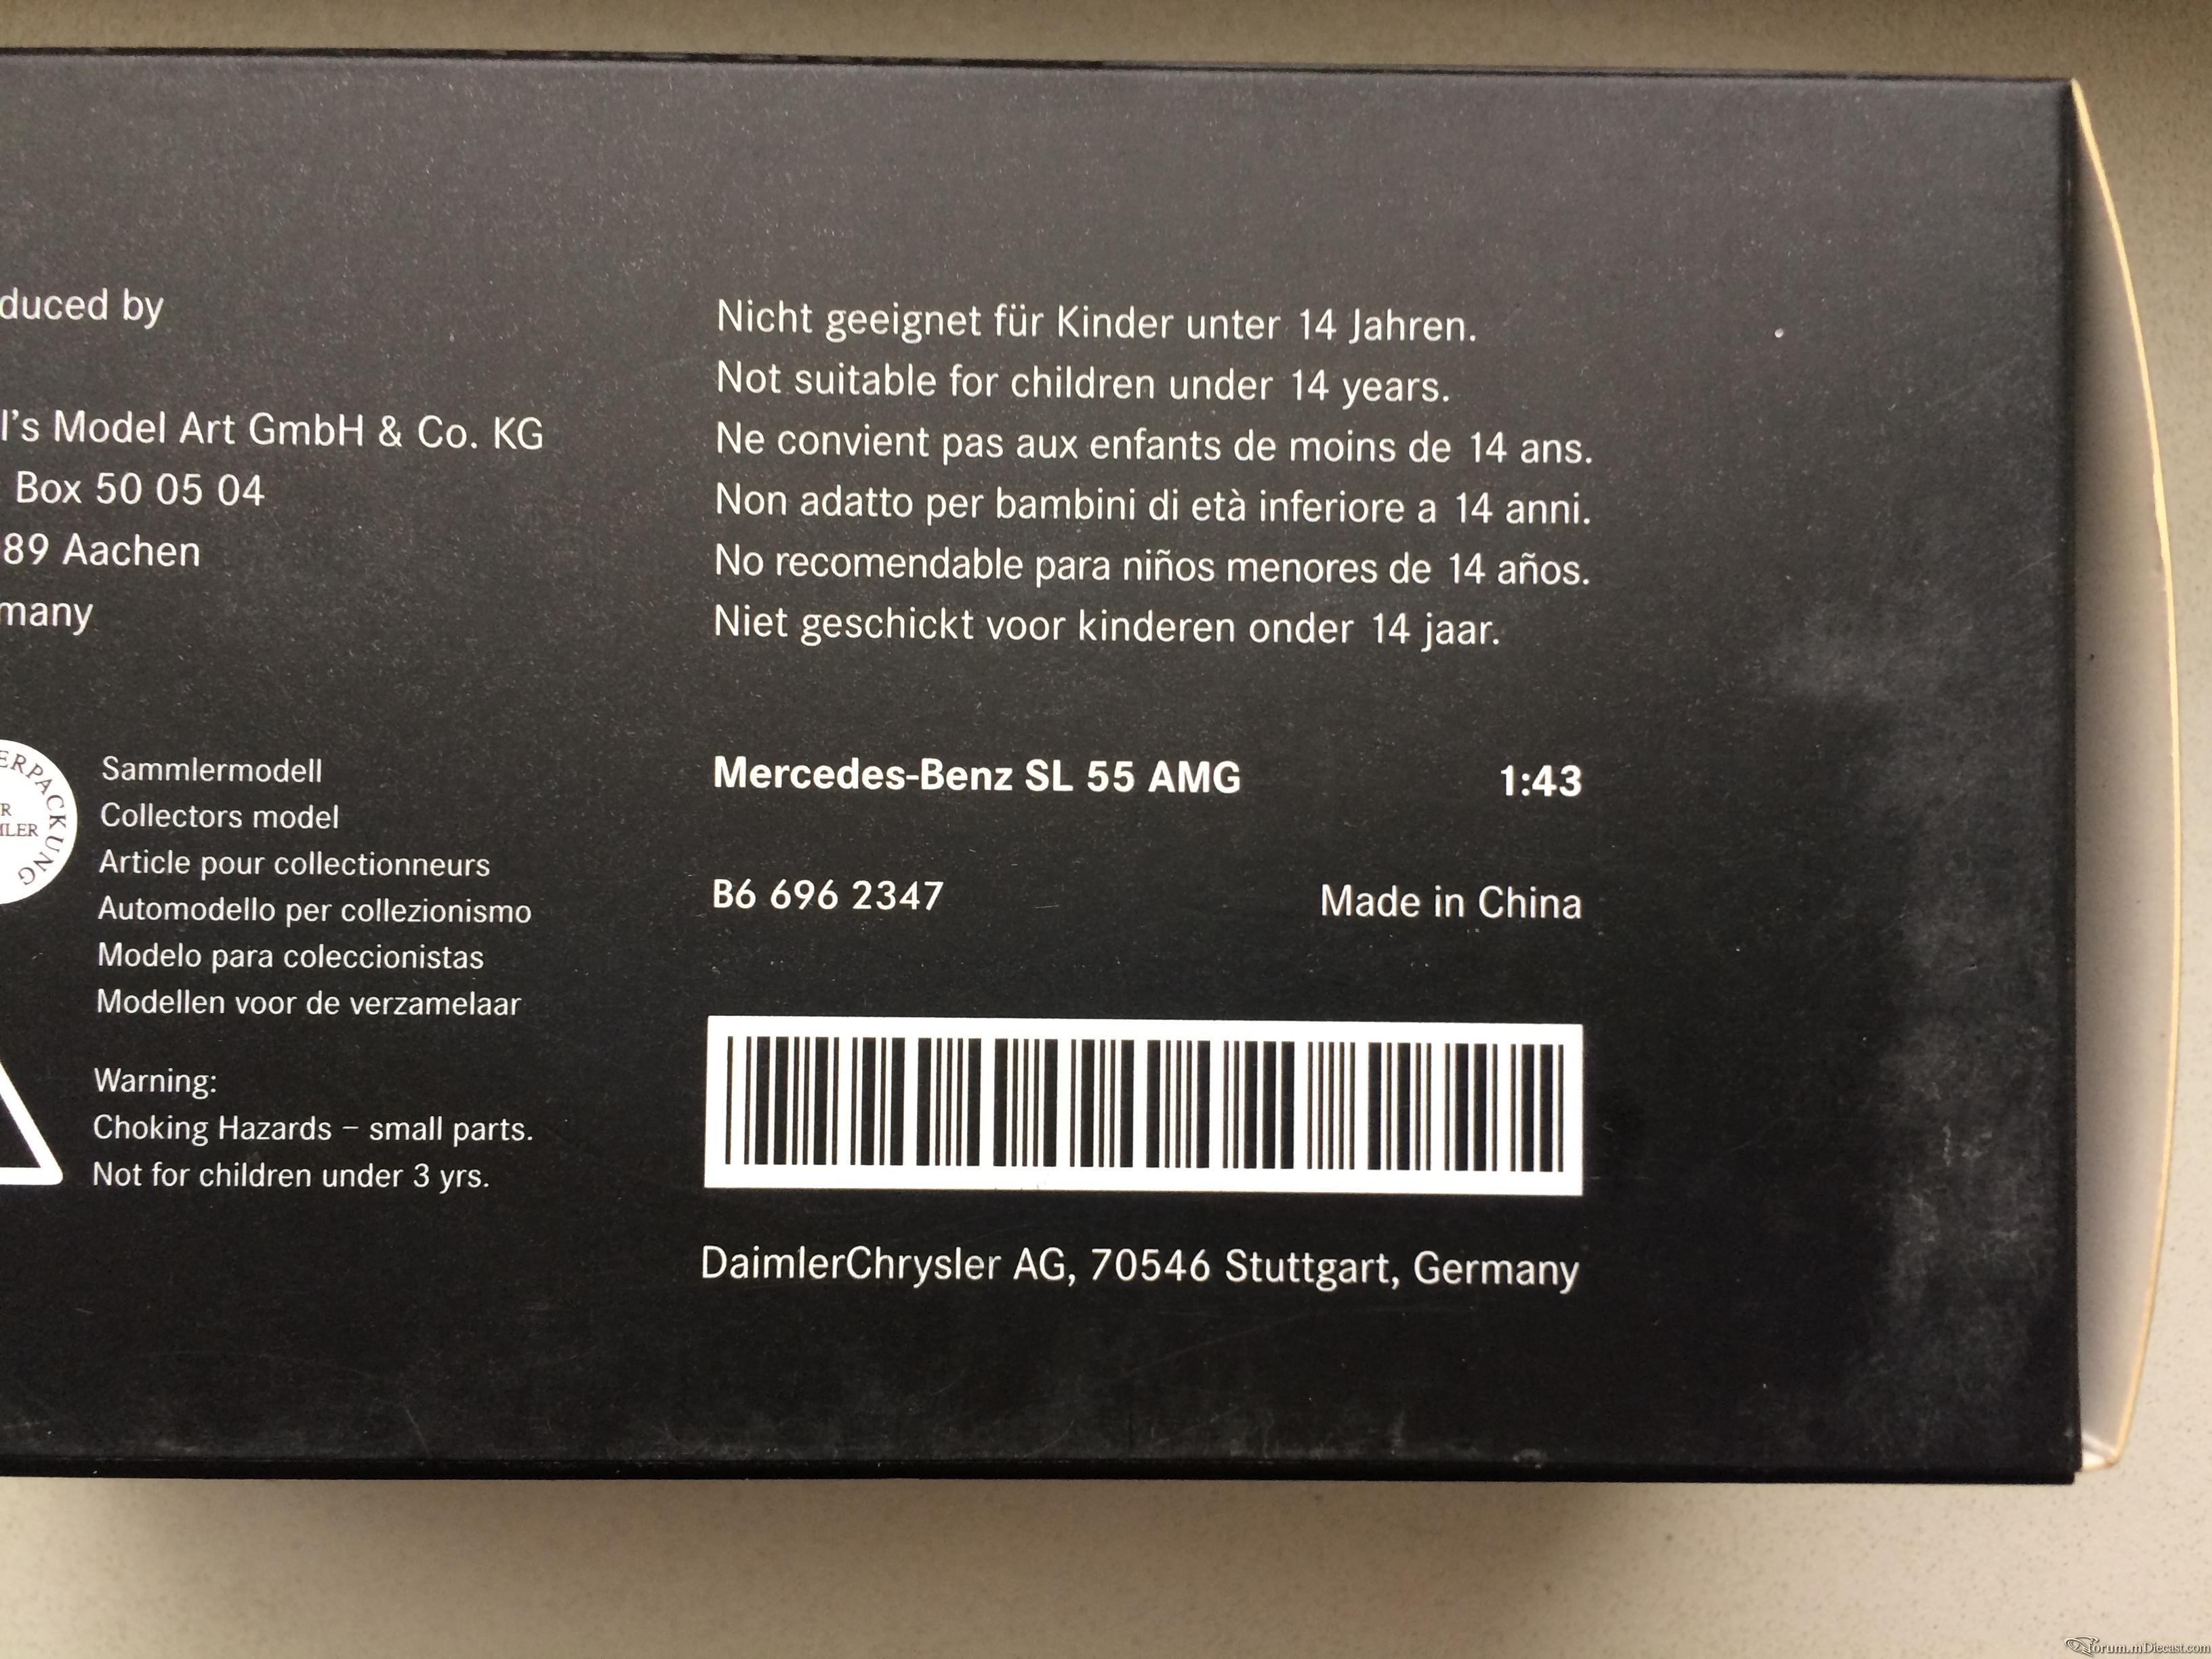 duced by
l's Model Art GmbH & Co. KG
Box 50 05 04
89 Aachen
many
ERPACKUNG
R
LER
Sammlermodell
Collectors model
Article pour collectionneurs
Automodello per collezionismo
Modelo para coleccionistas
Modellen voor de verzamelaar
Warning:
Choking Hazards – small parts.
Not for children under 3 yrs.
Nicht geeignet für Kinder unter 14 Jahren.
Not suitable for children under 14 years.
Ne convient pas aux enfants de moins de 14 ans.
Non adatto per bambini di età inferiore a 14 anni.
No recomendable para niños menores de 14 años.
Niet geschickt voor kinderen onder 14 jaar.
Mercedes-Benz SL 55 AMG 1:43
B6 696 2347 Made in China
DaimlerChrysler AG, 70546 Stuttgart, Germany
forum.mDiecast.com